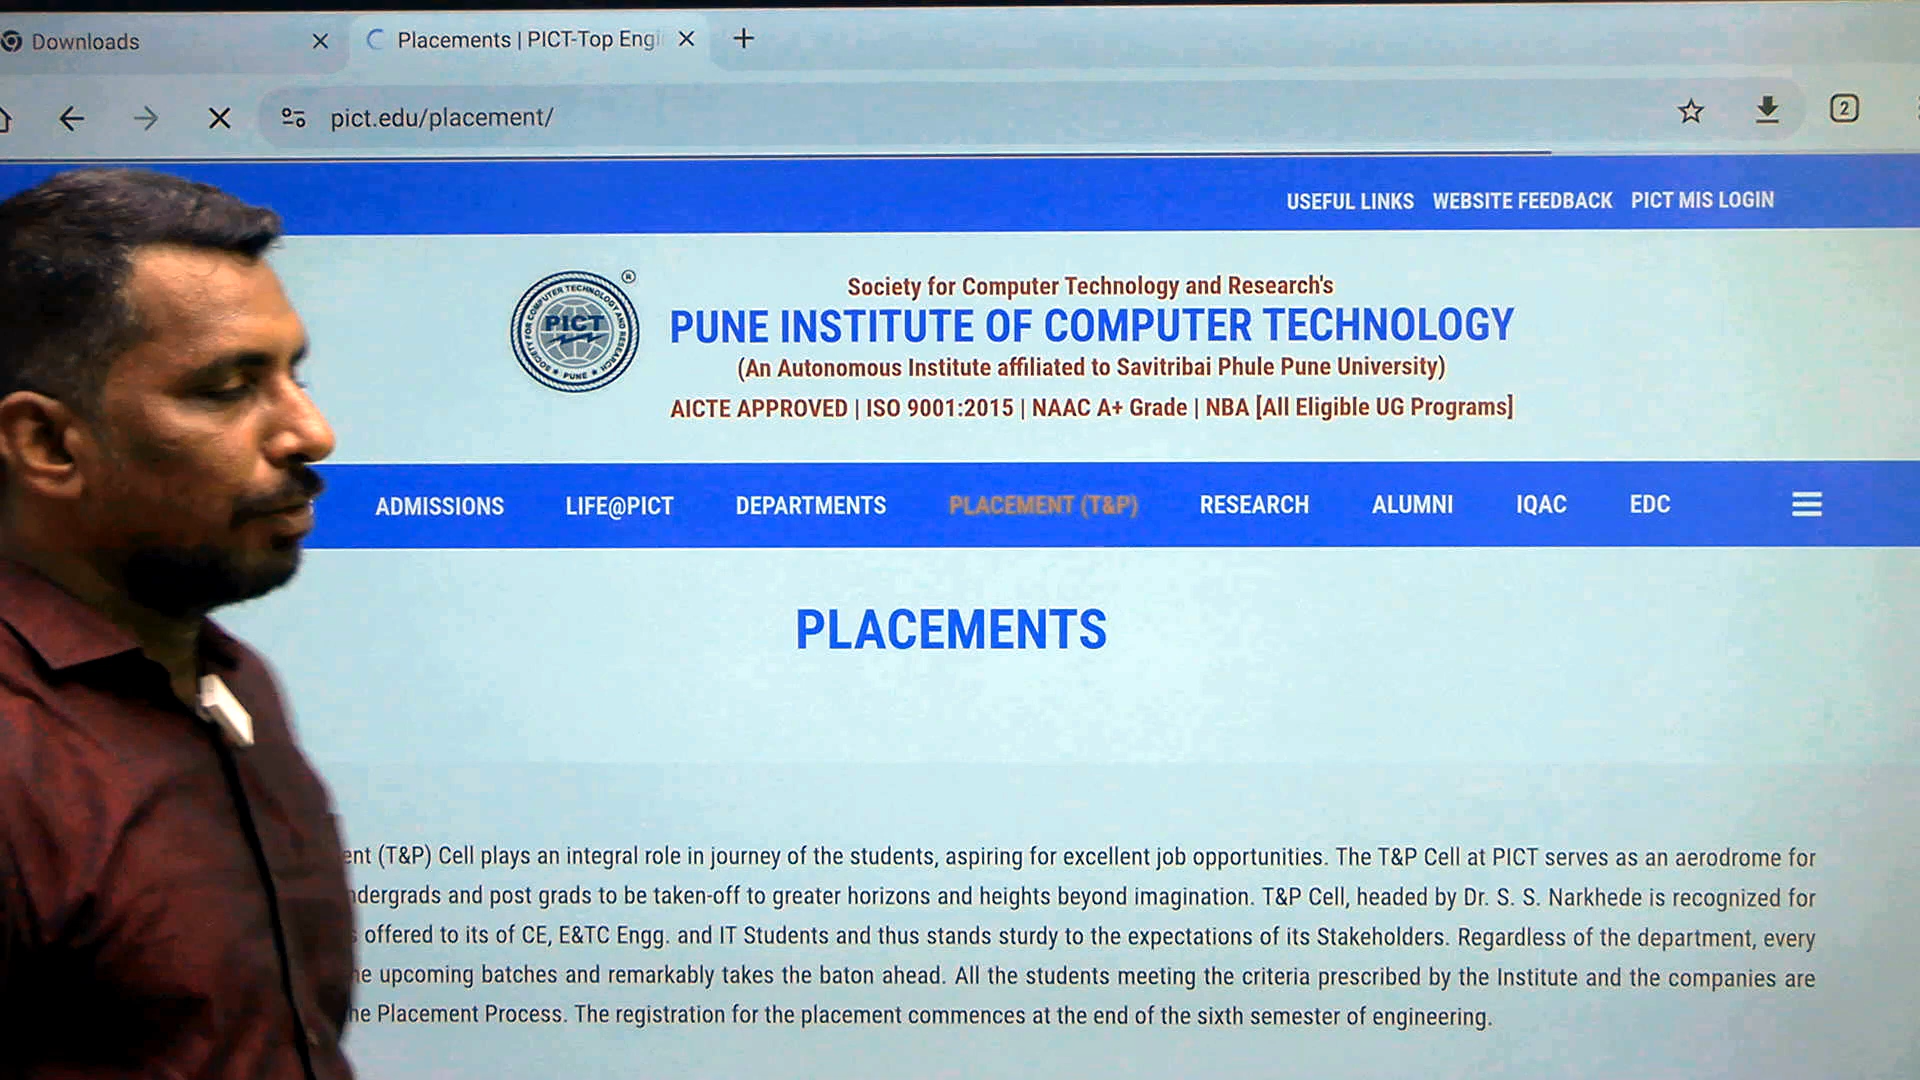 Downloads
Placements | PICT-Top Engi
pict.edu/placement/
2
USEFUL LINKS WEBSITE FEEDBACK PICT MIS LOGIN
SOCIETY FOR COMPUTER TECHNOLOGY AND RESEARCH
PICT
PUNE
®
Society for Computer Technology and Research's
PUNE INSTITUTE OF COMPUTER TECHNOLOGY
(An Autonomous Institute affiliated to Savitribai Phule Pune University)
AICTE APPROVED | ISO 9001:2015 | NAAC A+ Grade | NBA [All Eligible UG Programs]
ADMISSIONS LIFE@PICT DEPARTMENTS PLACEMENT (T&P) RESEARCH ALUMNI IQAC EDC
PLACEMENTS
ent (T&P) Cell plays an integral role in journey of the students, aspiring for excellent job opportunities. The T&P Cell at PICT serves as an aerodrome for
ndergrads and post grads to be taken-off to greater horizons and heights beyond imagination. T&P Cell, headed by Dr. S. S. Narkhede is recognized for
s offered to its of CE, E&TC Engg. and IT Students and thus stands sturdy to the expectations of its Stakeholders. Regardless of the department, every
he upcoming batches and remarkably takes the baton ahead. All the students meeting the criteria prescribed by the Institute and the companies are
he Placement Process. The registration for the placement commences at the end of the sixth semester of engineering.